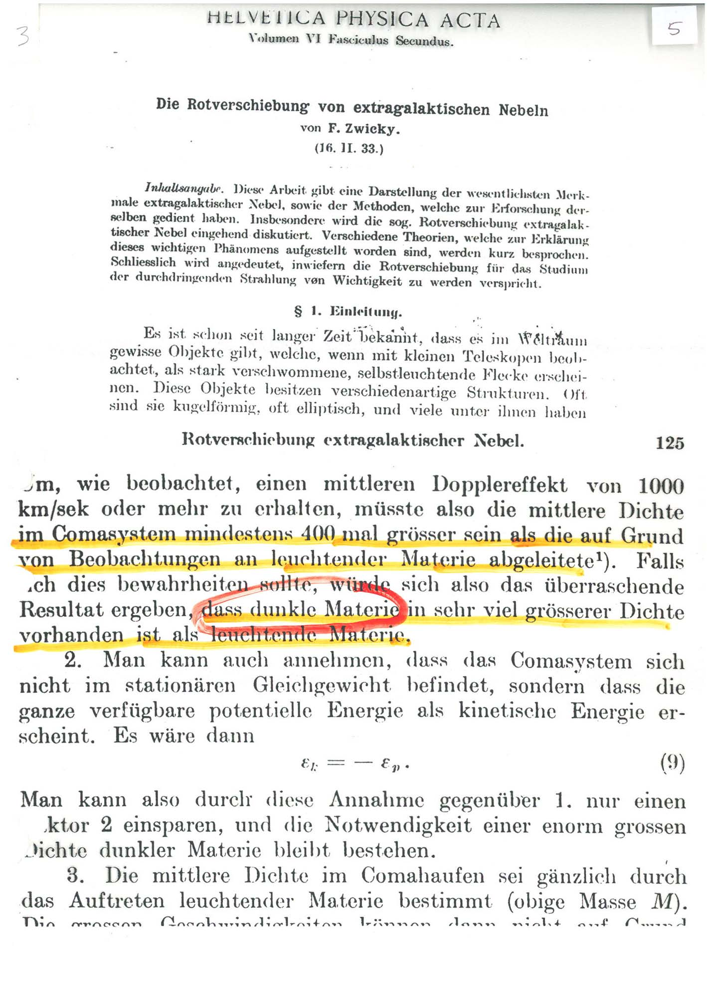 3
5
HELVETICA PHYSICA ACTA
Volumen VI Fasciculus Secundus.
Die Rotverschiebung von extragalaktischen Nebeln
von F. Zwicky.
(16. II. 33.)
Inhaltsangabe. Diese Arbeit gibt eine Darstellung der wesentlichsten Merk-
male extragalaktischer Nebel, sowie der Methoden, welche zur Erforschung der-
selben gedient haben. Insbesondere wird die sog. Rotverschiebung extragalak-
tischer Nebel eingehend diskutiert. Verschiedene Theorien, welche zur Erklärung
dieses wichtigen Phänomens aufgestellt worden sind, werden kurz besprochen.
Schliesslich wird angedeutet, inwiefern die Rotverschiebung für das Studium
der durchdringenden Strahlung von Wichtigkeit zu werden verspricht.
§ 1. Einleitung.
Es ist schon seit langer Zeit bekannt, dass es im Weltraum
gewisse Objekte gibt, welche, wenn mit kleinen Teleskopen beob-
achtet, als stark verschwommene, selbstleuchtende Flecke erschei-
nen. Diese Objekte besitzen verschiedenartige Strukturen. Oft
sind sie kugelförmig, oft elliptisch, und viele unter ihnen haben
Rotverschiebung extragalaktischer Nebel. 125
m, wie beobachtet, einen mittleren Dopplereffekt von 1000
km/sek oder mehr zu erhalten, müsste also die mittlere Dichte
im Comasystem mindestens 400 mal grösser sein als die auf Grund
von Beobachtungen an leuchtender Materie abgeleitete¹). Falls
ch dies bewahrheiten sollte, würde sich also das überraschende
Resultat ergeben, dass dunkle Materie in sehr viel grösserer Dichte
vorhanden ist als leuchtende Materie.
2. Man kann auch annehmen, dass das Comasystem sich
nicht im stationären Gleichgewicht befindet, sondern dass die
ganze verfügbare potentielle Energie als kinetische Energie er-
scheint. Es wäre dann
εₖ = − εₚ. (9)
Man kann also durch diese Annahme gegenüber 1. nur einen
ktor 2 einsparen, und die Notwendigkeit einer enorm grossen
Dichte dunkler Materie bleibt bestehen.
3. Die mittlere Dichte im Comahaufen sei gänzlich durch
das Auftreten leuchtender Materie bestimmt (obige Masse M).
Die grossen Geschwindigkeiten können dann nicht auf Grund